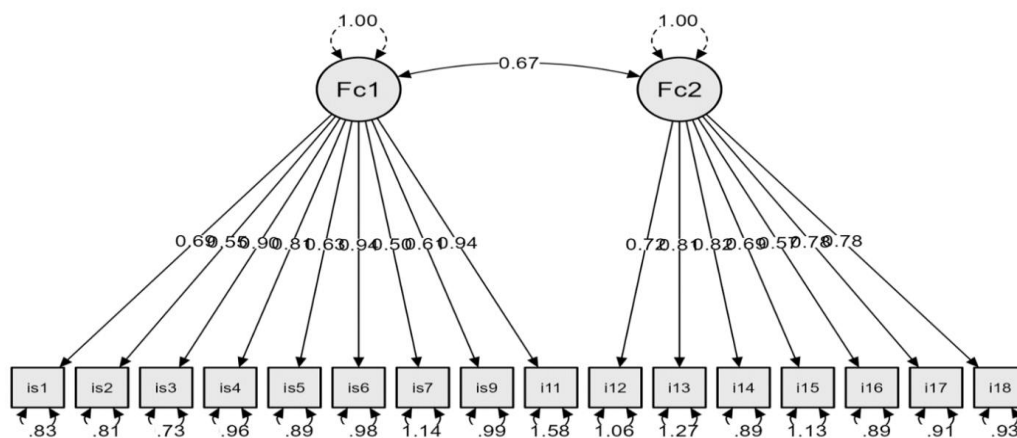 1.00 1.00
Fc1 0.67 Fc2
0.69 0.55 0.90 0.81 0.63 0.94 0.50 0.61 0.94 0.72 0.81 0.82 0.69 0.57 0.78 0.78
is1 is2 is3 is4 is5 is6 is7 is9 i11 i12 i13 i14 i15 i16 i17 i18
.83 .81 .73 .96 .89 .98 1.14 .99 1.58 1.06 1.27 .89 1.13 .89 .91 .93